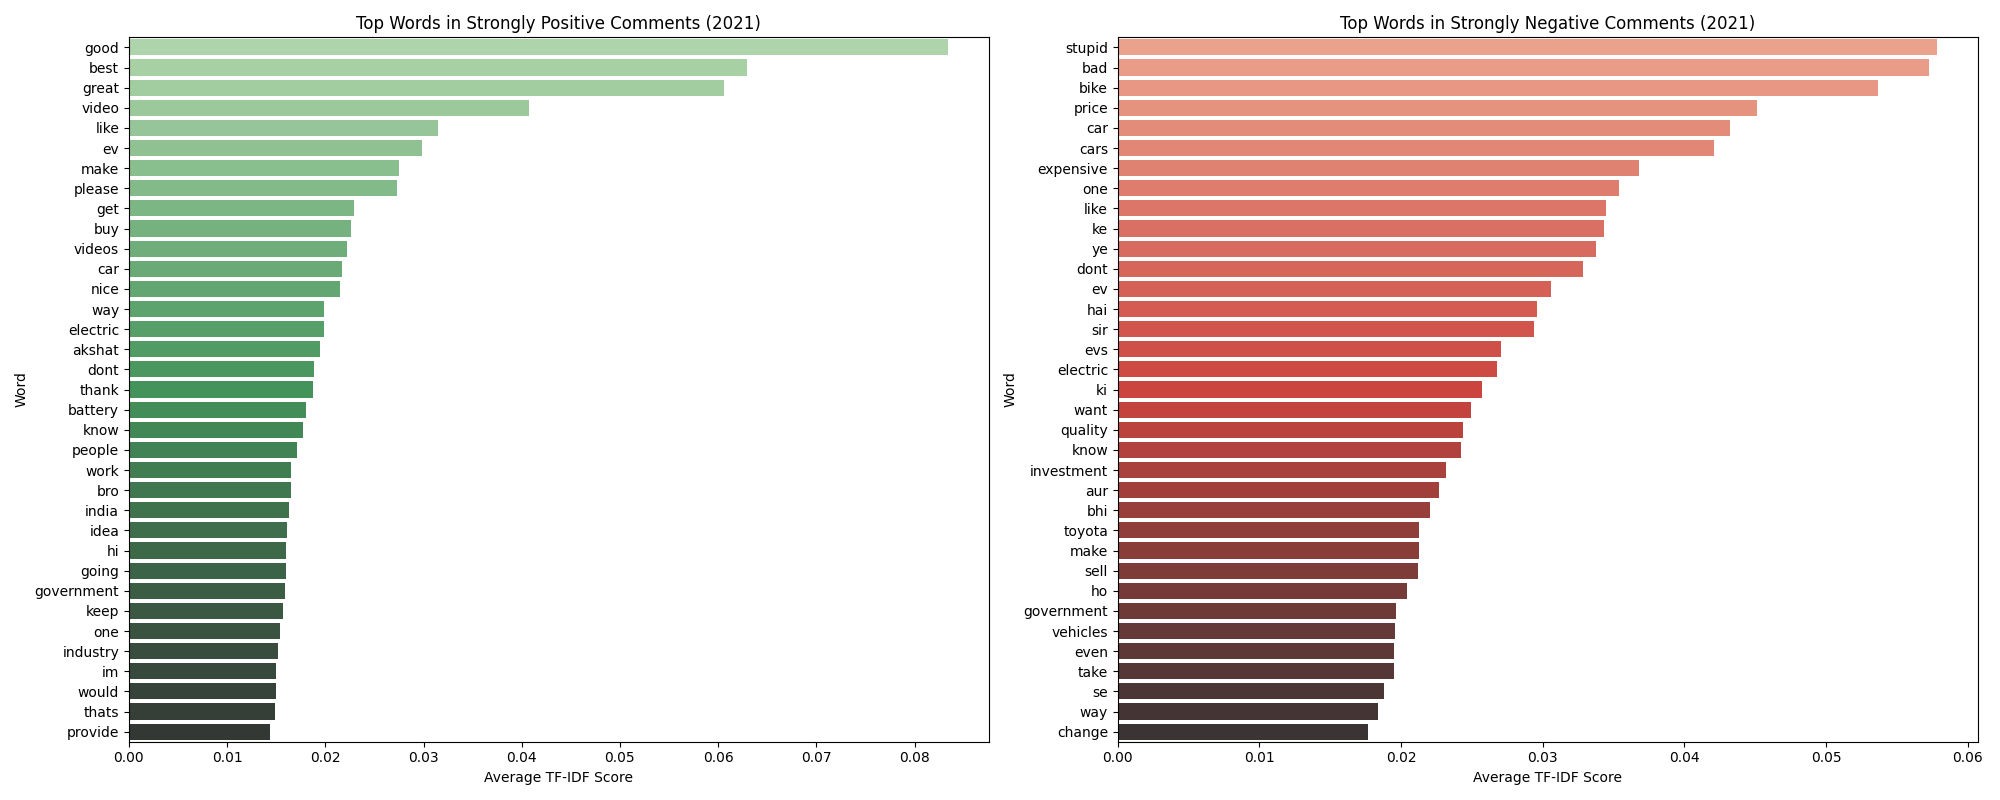 Top Words in Strongly Positive Comments (2021)
good
best
great
video
like
ev
make
please
get
buy
videos
car
nice
way
electric
akshat
dont
thank
battery
know
people
work
bro
india
idea
hi
going
government
keep
one
industry
im
would
thats
provide
Word
0.00 0.01 0.02 0.03 0.04 0.05 0.06 0.07 0.08
Average TF-IDF Score
Top Words in Strongly Negative Comments (2021)
stupid
bad
bike
price
car
cars
expensive
one
like
ke
ye
dont
ev
hai
sir
evs
electric
ki
want
quality
know
investment
aur
bhi
toyota
make
sell
ho
government
vehicles
even
take
se
way
change
Word
0.00 0.01 0.02 0.03 0.04 0.05 0.06
Average TF-IDF Score